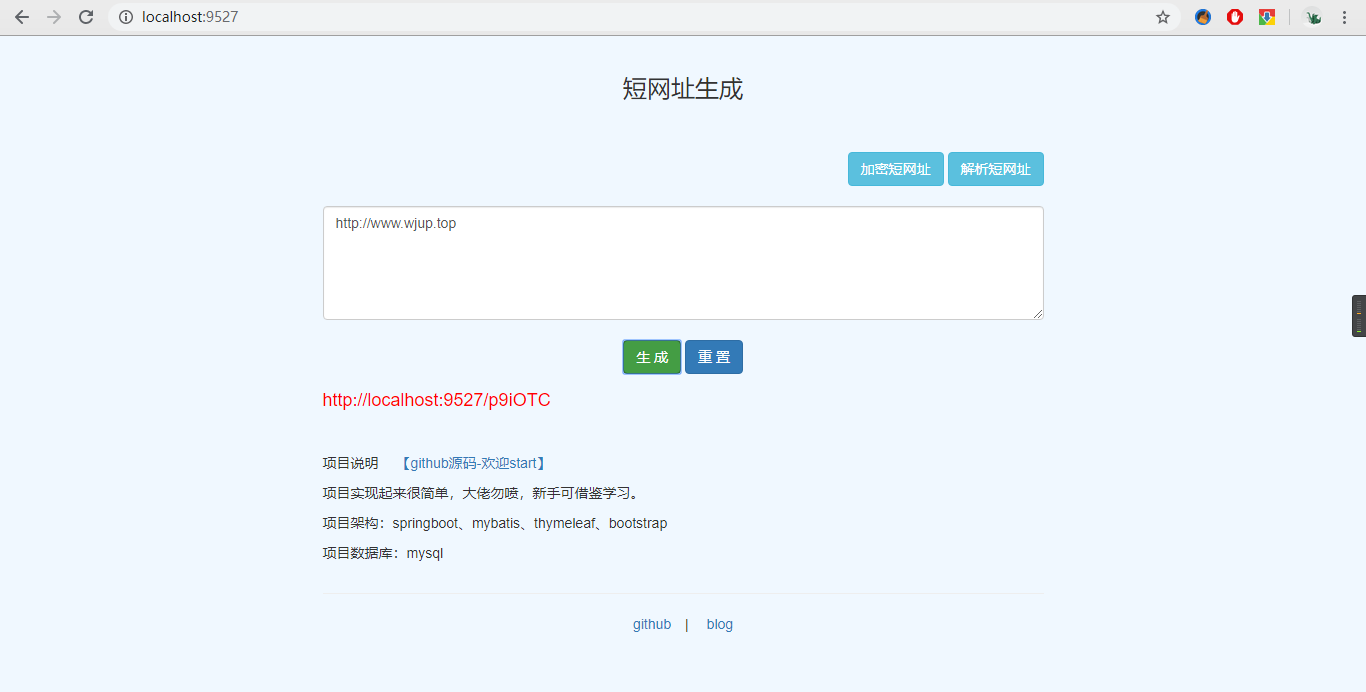 localhost:9527
短网址生成
加密短网址 解析短网址
http://www.wjup.top
生 成 重 置
http://localhost:9527/p9iOTC
项目说明 【github源码-欢迎start】
项目实现起来很简单，大佬勿喷，新手可借鉴学习。
项目架构：springboot、mybatis、thymeleaf、bootstrap
项目数据库：mysql
github | blog